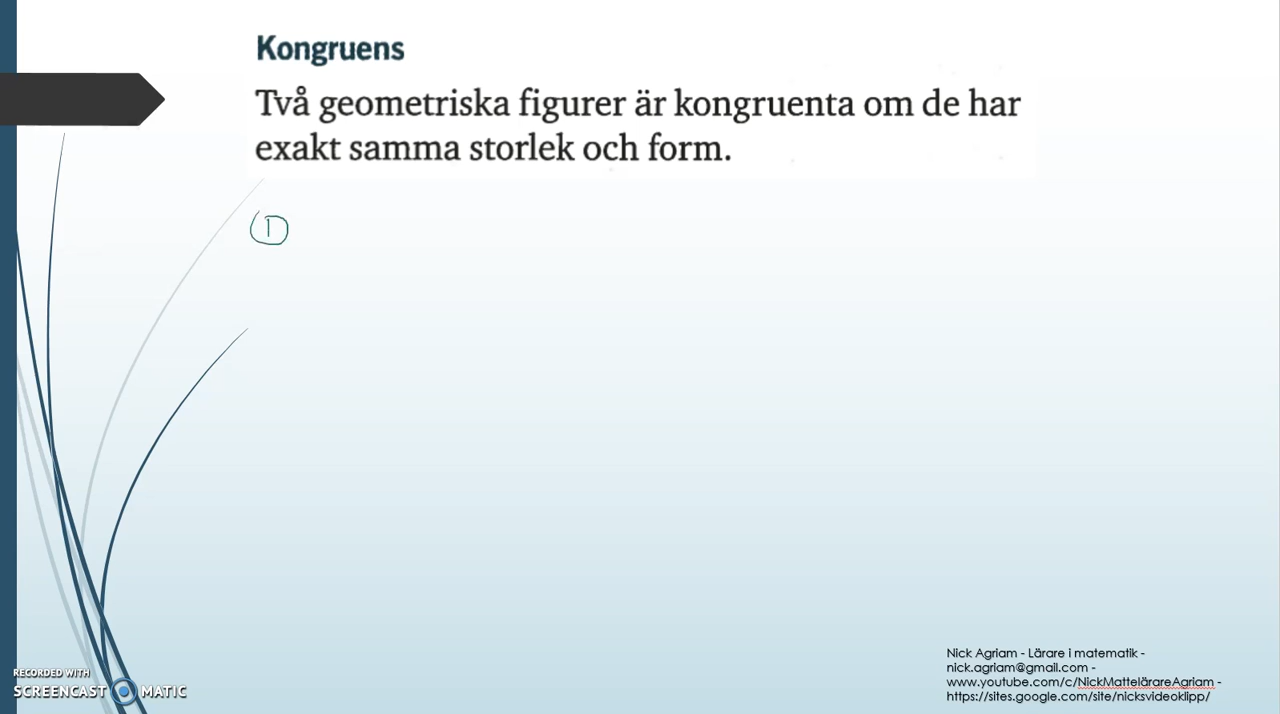 Kongruens
Två geometriska figurer är kongruenta om de har
exakt samma storlek och form.
1
Nick Agriam - Lärare i matematik -
nick.agriam@gmail.com -
www.youtube.com/c/NickMattelärareAgriam -
https://sites.google.com/site/nicksvideoklipp/
RECORDED WITH
SCREENCAST MATIC